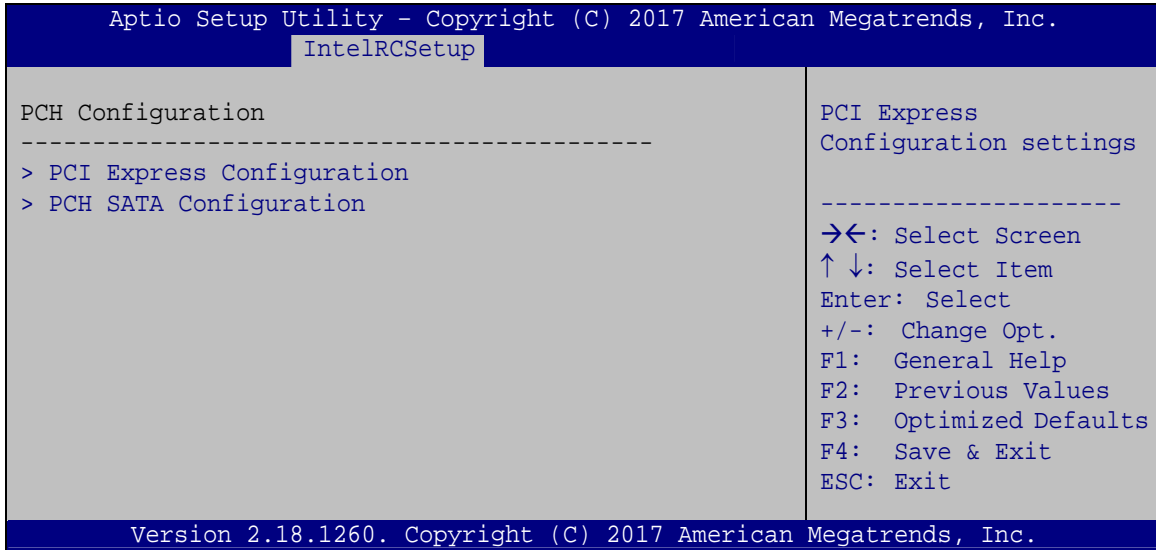 Aptio Setup Utility – Copyright (C) 2017 American Megatrends, Inc.
IntelRCSetup
PCH Configuration
--------------------------------------------
> PCI Express Configuration
> PCH SATA Configuration
PCI Express
Configuration settings
---------------------
→←: Select Screen
↑ ↓: Select Item
Enter: Select
+/-: Change Opt.
F1: General Help
F2: Previous Values
F3: Optimized Defaults
F4: Save & Exit
ESC: Exit
Version 2.18.1260. Copyright (C) 2017 American Megatrends, Inc.